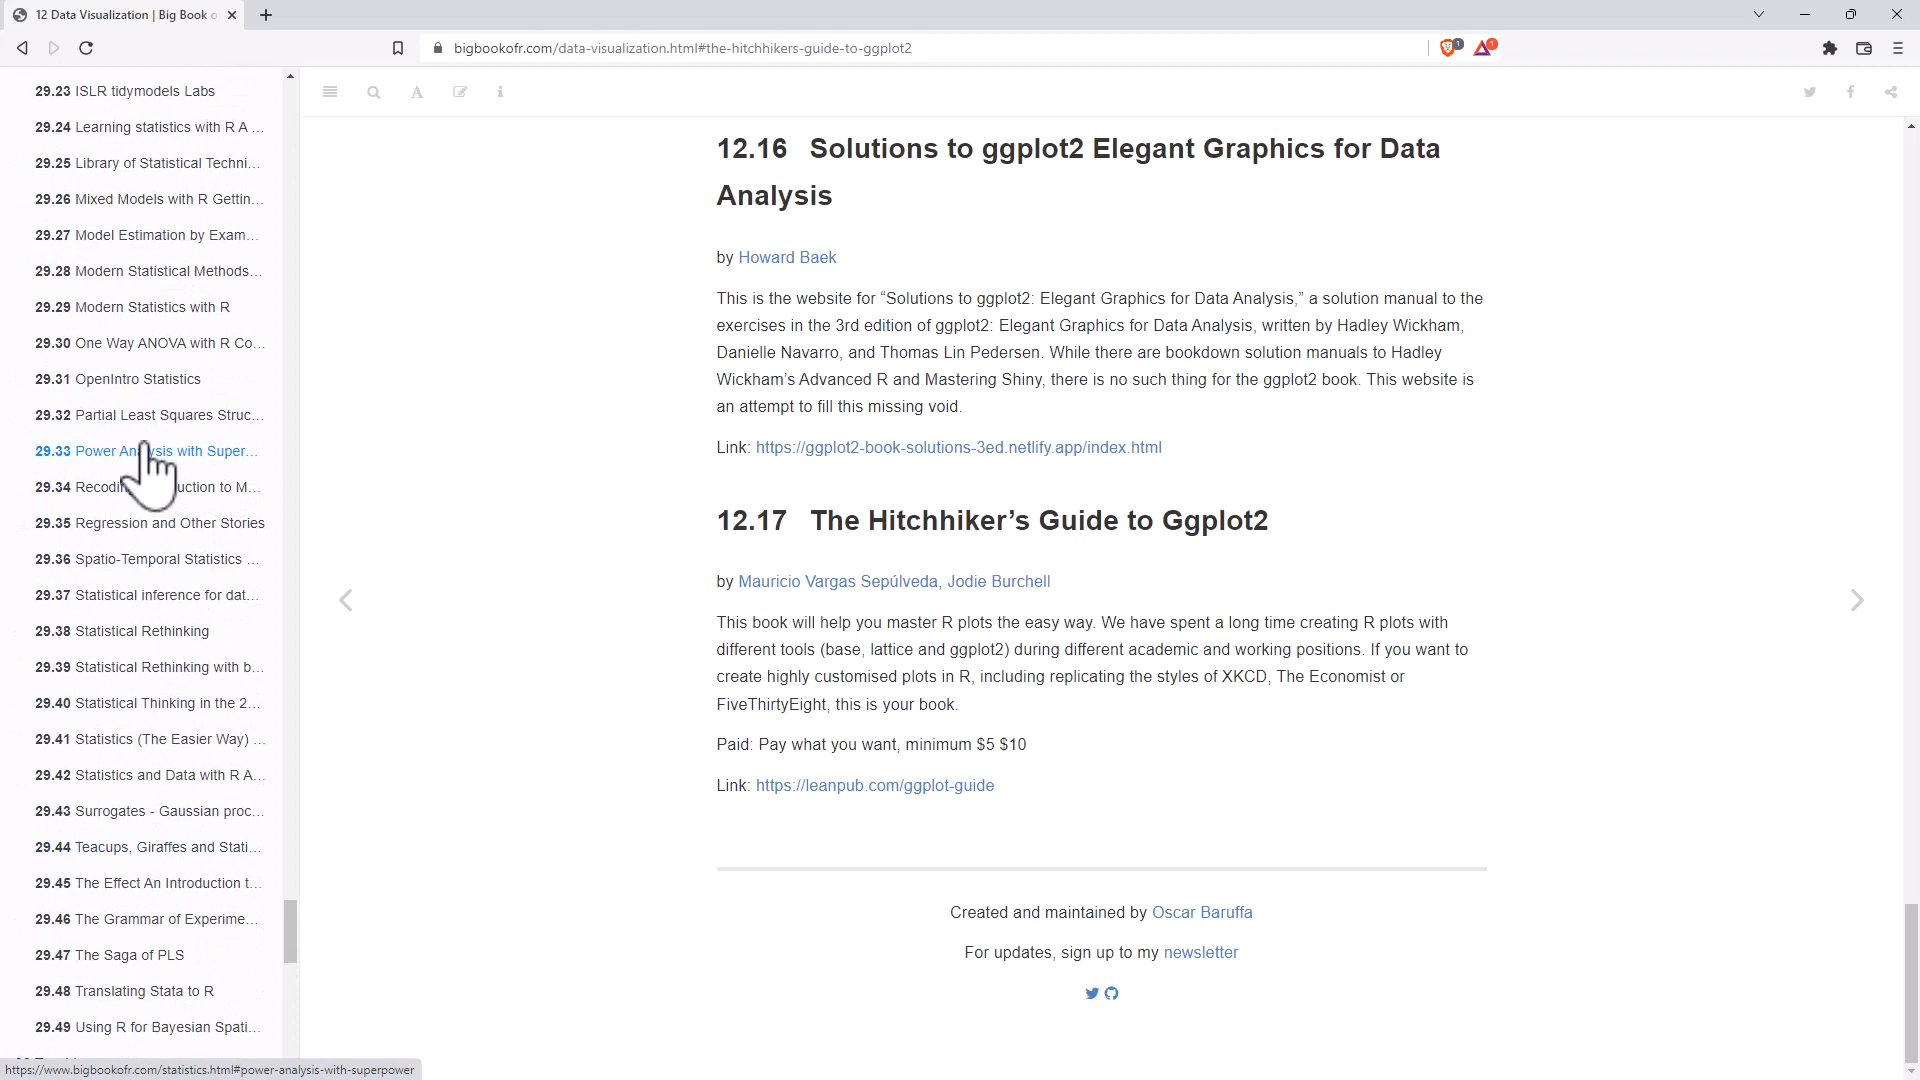 12 Data Visualization | Big Book o
bigbookofr.com/data-visualization.html#the-hitchhikers-guide-to-ggplot2
1
1
29.23 ISLR tidymodels Labs
29.24 Learning statistics with R A ...
29.25 Library of Statistical Techni...
29.26 Mixed Models with R Gettin...
29.27 Model Estimation by Exam...
29.28 Modern Statistical Methods...
29.29 Modern Statistics with R
29.30 One Way ANOVA with R Co...
29.31 OpenIntro Statistics
29.32 Partial Least Squares Struc...
29.33 Power Analysis with Super...
29.34 Recoding uction to M...
29.35 Regression and Other Stories
29.36 Spatio-Temporal Statistics ...
29.37 Statistical inference for dat...
29.38 Statistical Rethinking
29.39 Statistical Rethinking with b...
29.40 Statistical Thinking in the 2...
29.41 Statistics (The Easier Way) ...
29.42 Statistics and Data with R A...
29.43 Surrogates - Gaussian proc...
29.44 Teacups, Giraffes and Stati...
29.45 The Effect An Introduction t...
29.46 The Grammar of Experime...
29.47 The Saga of PLS
29.48 Translating Stata to R
29.49 Using R for Bayesian Spati...
https://www.bigbookofr.com/statistics.html#power-analysis-with-superpower
12.16 Solutions to ggplot2 Elegant Graphics for Data
Analysis
by Howard Baek
This is the website for “Solutions to ggplot2: Elegant Graphics for Data Analysis,” a solution manual to the
exercises in the 3rd edition of ggplot2: Elegant Graphics for Data Analysis, written by Hadley Wickham,
Danielle Navarro, and Thomas Lin Pedersen. While there are bookdown solution manuals to Hadley
Wickham’s Advanced R and Mastering Shiny, there is no such thing for the ggplot2 book. This website is
an attempt to fill this missing void.
Link: https://ggplot2-book-solutions-3ed.netlify.app/index.html
12.17 The Hitchhiker’s Guide to Ggplot2
by Mauricio Vargas Sepúlveda, Jodie Burchell
This book will help you master R plots the easy way. We have spent a long time creating R plots with
different tools (base, lattice and ggplot2) during different academic and working positions. If you want to
create highly customised plots in R, including replicating the styles of XKCD, The Economist or
FiveThirtyEight, this is your book.
Paid: Pay what you want, minimum $5 $10
Link: https://leanpub.com/ggplot-guide
Created and maintained by Oscar Baruffa
For updates, sign up to my newsletter